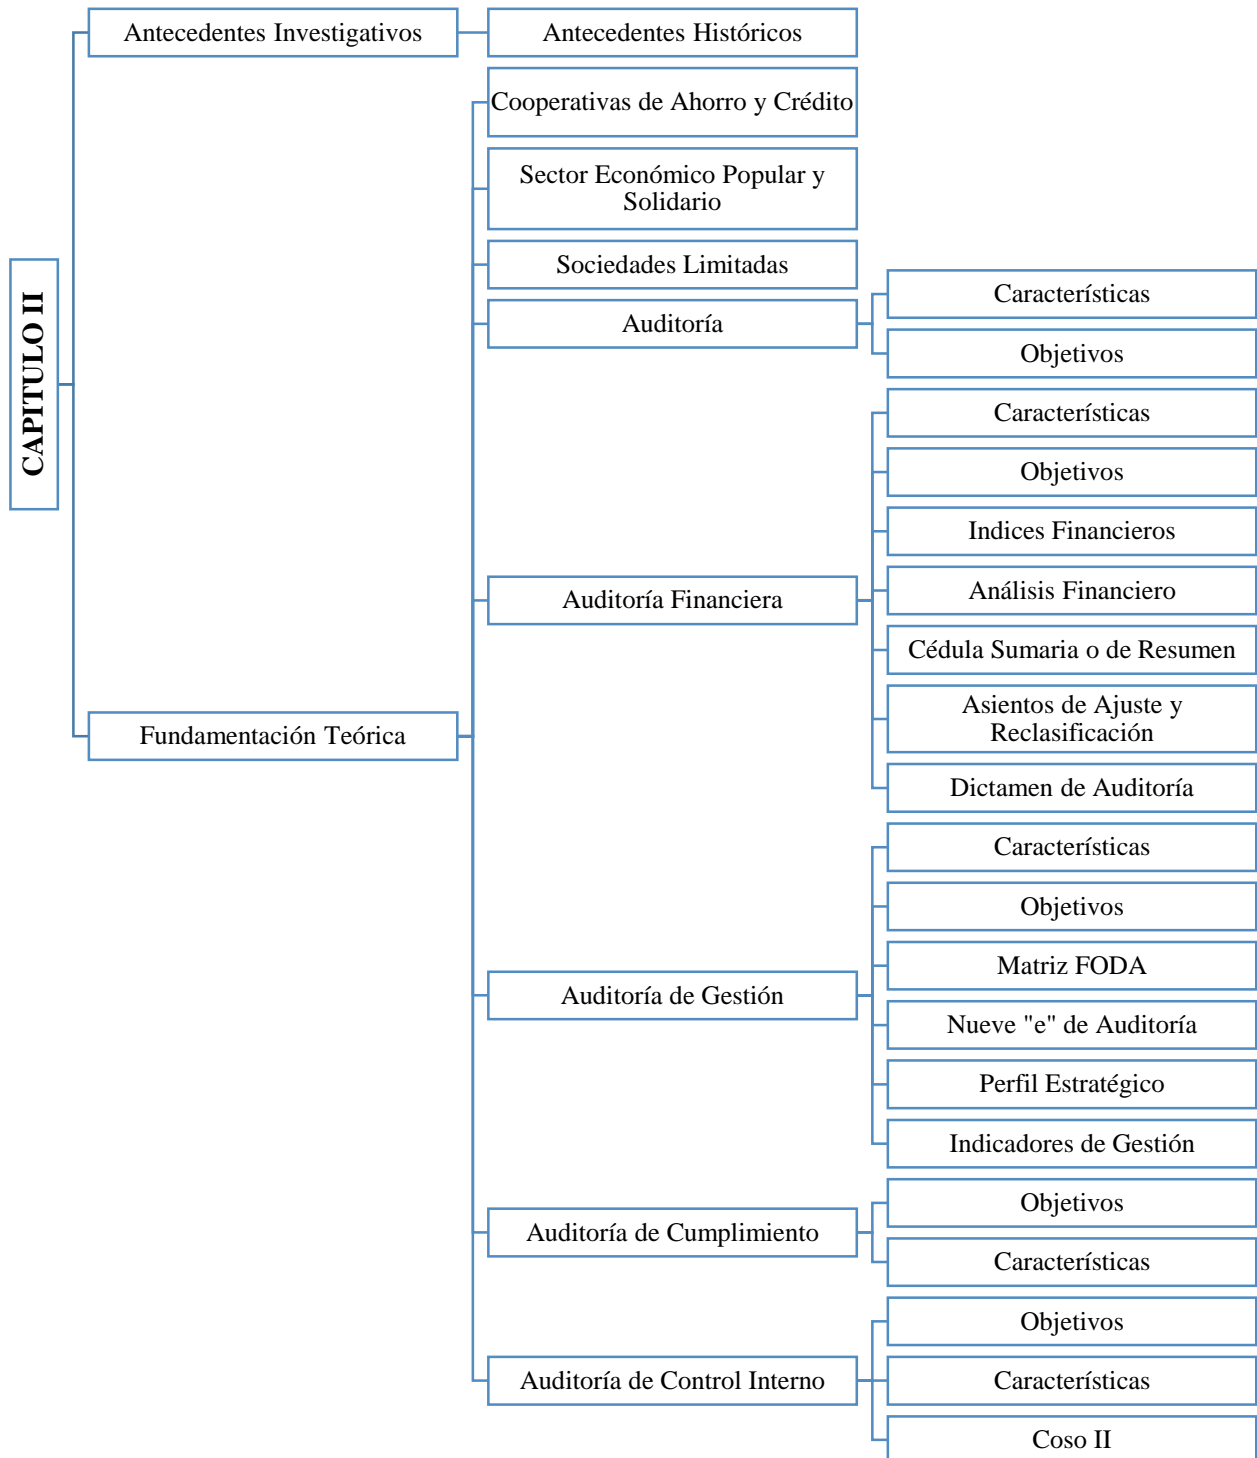 CAPITULO II
Antecedentes Investigativos
Antecedentes Históricos
Fundamentación Teórica
Cooperativas de Ahorro y Crédito
Sector Económico Popular y
Solidario
Sociedades Limitadas
Auditoría
Características
Objetivos
Auditoría Financiera
Características
Objetivos
Indices Financieros
Análisis Financiero
Cédula Sumaria o de Resumen
Asientos de Ajuste y
Reclasificación
Dictamen de Auditoría
Auditoría de Gestión
Características
Objetivos
Matriz FODA
Nueve "e" de Auditoría
Perfil Estratégico
Indicadores de Gestión
Auditoría de Cumplimiento
Objetivos
Características
Auditoría de Control Interno
Objetivos
Características
Coso II